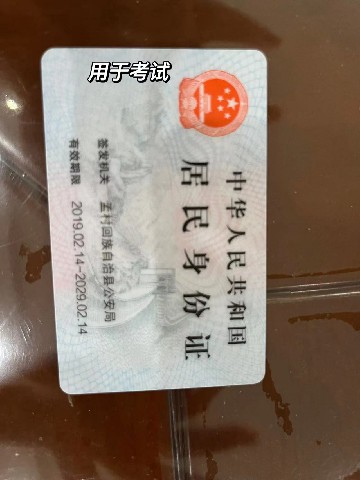 用于考试
中华人民共和国
居民身份证
签发机关 孟村回族自治县公安局
有效期限 2019.02.14-2029.02.14